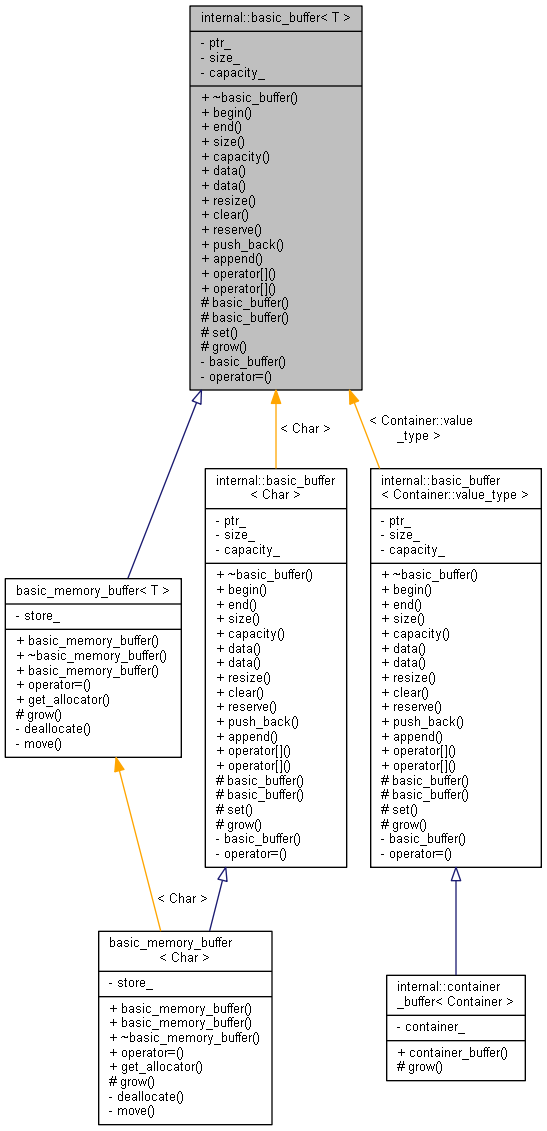 internal::basic_buffer< T >
- ptr_
- size_
- capacity_
+ ~basic_buffer()
+ begin()
+ end()
+ size()
+ capacity()
+ data()
+ data()
+ resize()
+ clear()
+ reserve()
+ push_back()
+ append()
+ operator[]()
+ operator[]()
# basic_buffer()
# basic_buffer()
# set()
# grow()
- basic_buffer()
- operator=()
< Char >
< Container::value
_type >
basic_memory_buffer< T >
- store_
+ basic_memory_buffer()
+ ~basic_memory_buffer()
+ basic_memory_buffer()
+ operator=()
+ get_allocator()
# grow()
- deallocate()
- move()
internal::basic_buffer
< Char >
- ptr_
- size_
- capacity_
+ ~basic_buffer()
+ begin()
+ end()
+ size()
+ capacity()
+ data()
+ data()
+ resize()
+ clear()
+ reserve()
+ push_back()
+ append()
+ operator[]()
+ operator[]()
# basic_buffer()
# basic_buffer()
# set()
# grow()
- basic_buffer()
- operator=()
internal::basic_buffer
< Container::value_type >
- ptr_
- size_
- capacity_
+ ~basic_buffer()
+ begin()
+ end()
+ size()
+ capacity()
+ data()
+ data()
+ resize()
+ clear()
+ reserve()
+ push_back()
+ append()
+ operator[]()
+ operator[]()
# basic_buffer()
# basic_buffer()
# set()
# grow()
- basic_buffer()
- operator=()
< Char >
basic_memory_buffer
< Char >
- store_
+ basic_memory_buffer()
+ basic_memory_buffer()
+ ~basic_memory_buffer()
+ operator=()
+ get_allocator()
# grow()
- deallocate()
- move()
internal::container
_buffer< Container >
- container_
+ container_buffer()
# grow()